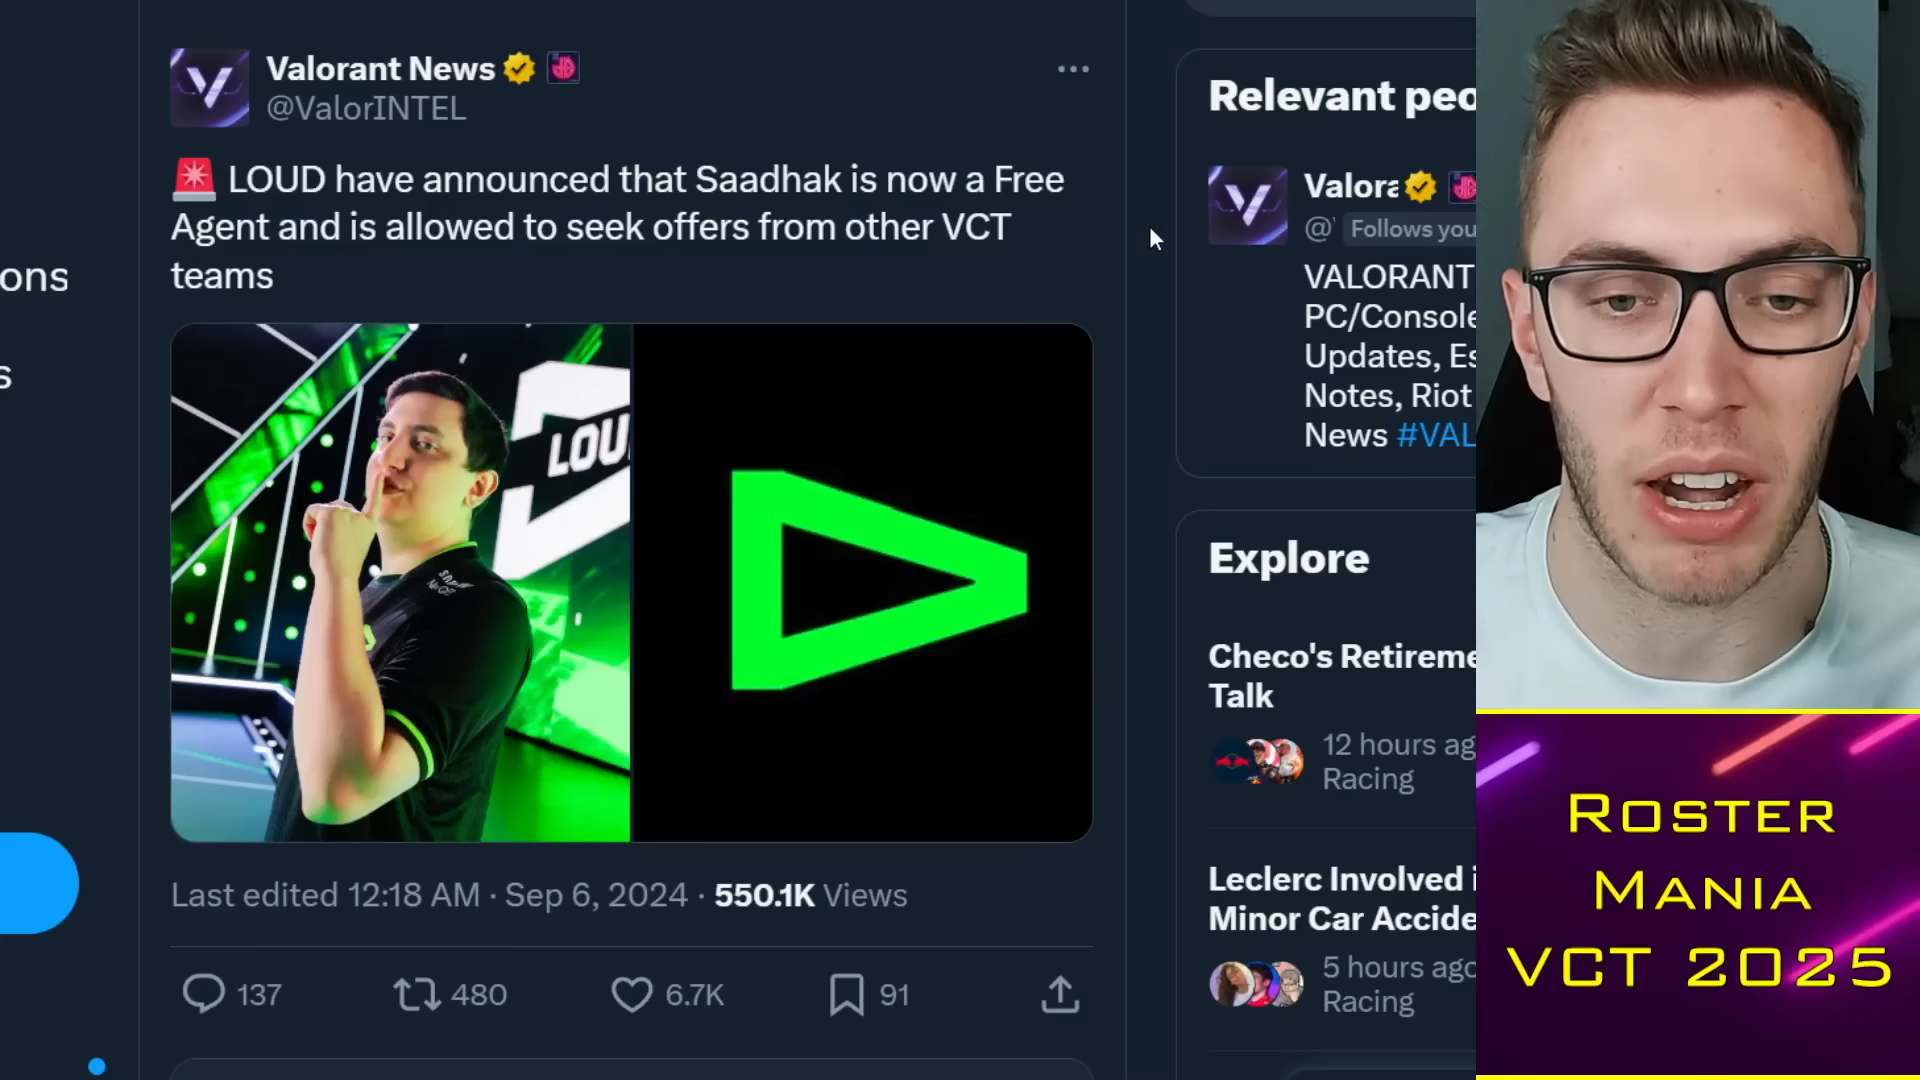 Valorant News
@ValorINTEL
🚨 LOUD have announced that Saadhak is now a Free
Agent and is allowed to seek offers from other VCT
teams
LOU
Last edited 12:18 AM · Sep 6, 2024 · 550.1K Views
137
480
6.7K
91
ons
s
Relevant peo
Valora
@
Follows you
VALORANT
PC/Console
Updates, Es
Notes, Riot
News #VAL
Explore
Checo's Retireme
Talk
12 hours ag
Racing
Leclerc Involved i
Minor Car Accide
5 hours ago
Racing
ROSTER
MANIA
VCT 2025